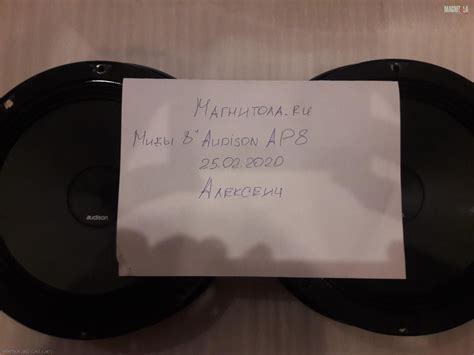 МАГНИТОЛА.RU
МИДЫ 8" AUDISON AP8
25.02.2020
АЛЕКСЕИЧ
audison